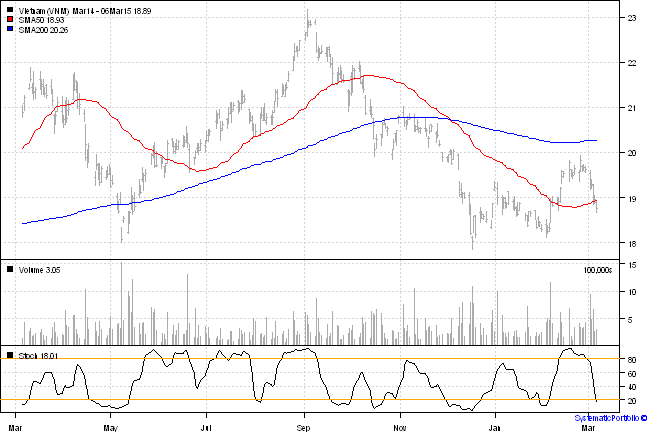 Vietnam (VNM) Mar14 - 06Mar15 18.89
SMA50 18.93
SMA200 20.26
23
22
21
20
19
18
Volume 3.05
100,000s
15
10
5
Stoch 18.01
80
60
40
20
Mar
May
Jul
Sep
Nov
Jan
Mar
SystematicPortfolio ©